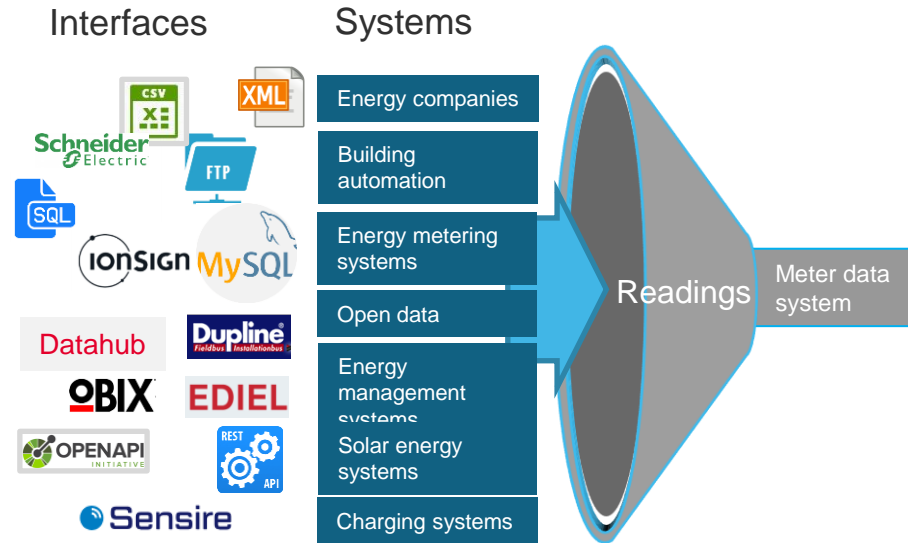 Interfaces
Systems
CSV
X
XML
Schneider
Electric
FTP
SQL
ionSign
MySQL
Datahub
Dupline®
Fieldbus Installationbus
OBIX
EDIEL
OPENAPI
INITIATIVE
REST
API
Sensire
Energy companies
Building
automation
Energy metering
systems
Open data
Energy
management
systems
Solar energy
systems
Charging systems
Readings
Meter data
system